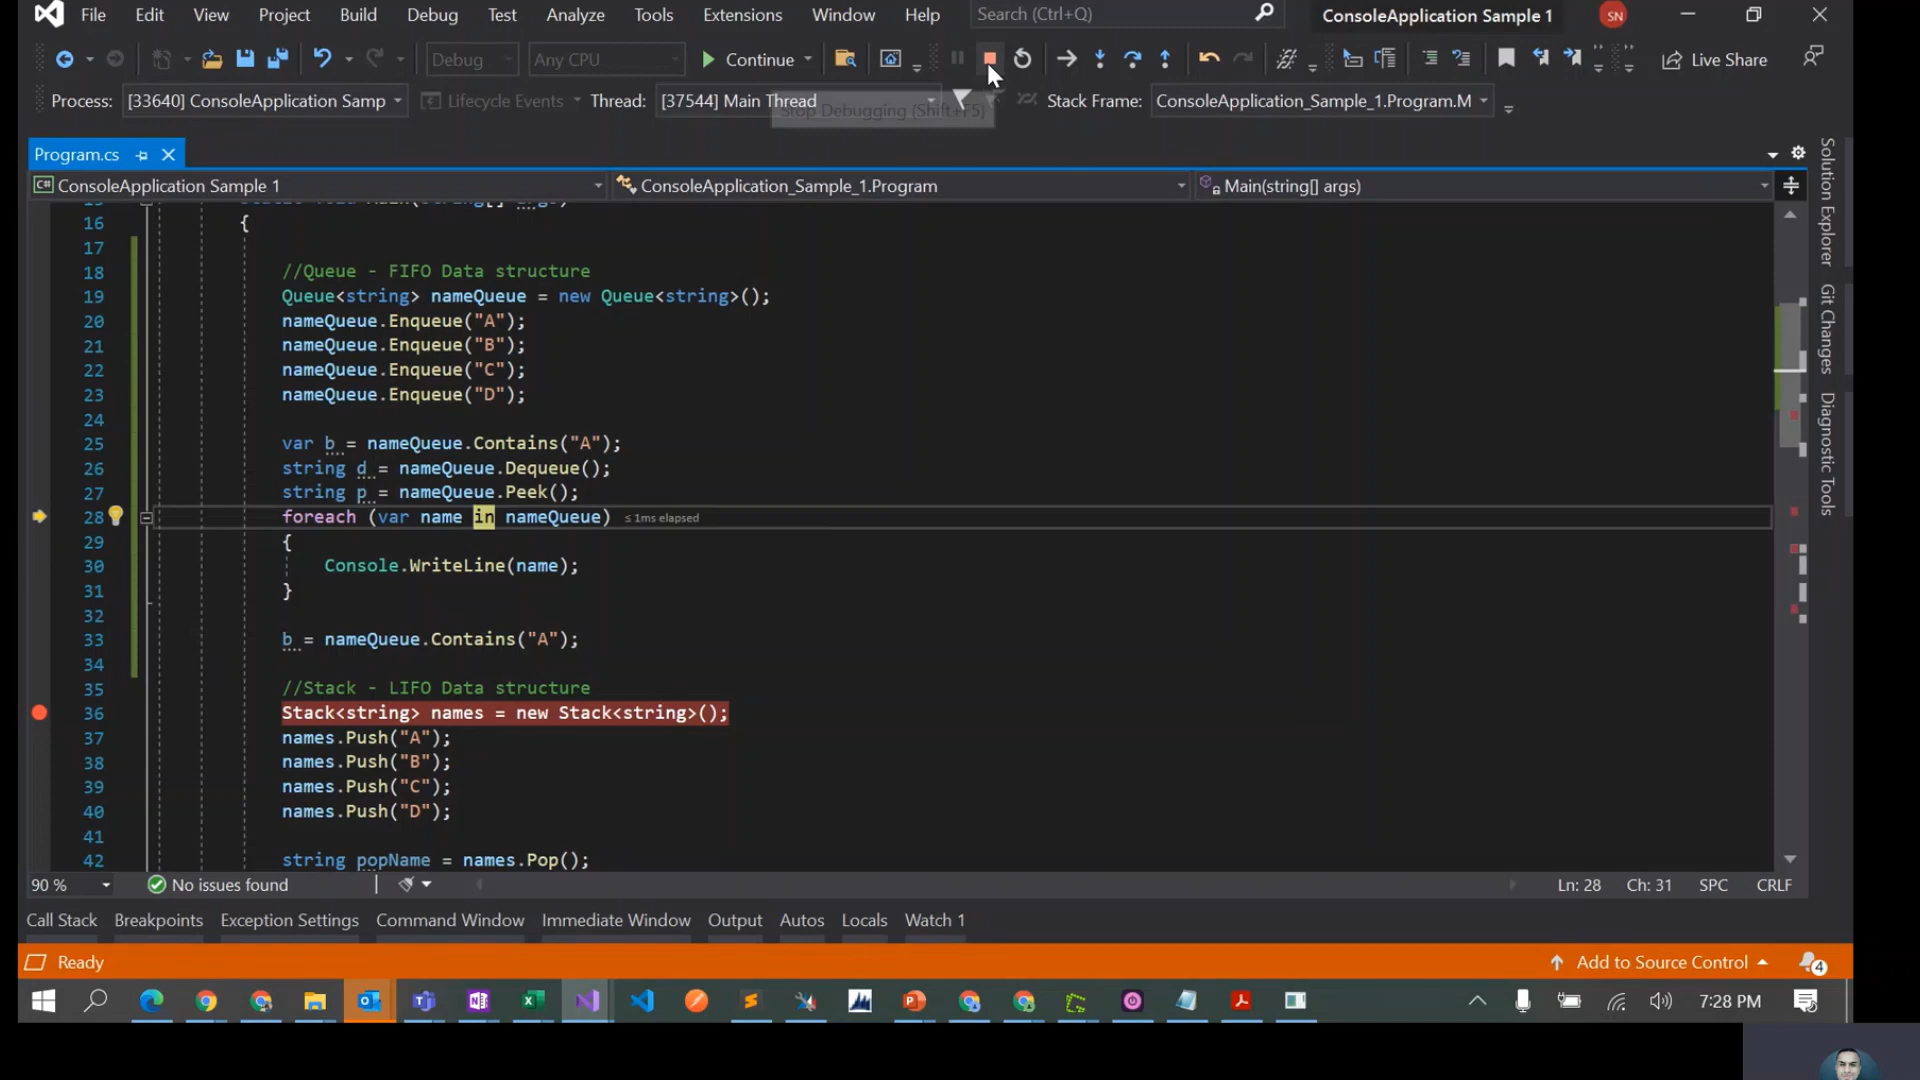 File Edit View Git Project Build Debug Test Analyze Tools Extensions Window Help Search (Ctrl+Q) ConsoleApplication Sample 1 SN
Debug Any CPU Continue Live Share
Process: [33640] ConsoleApplication Samp Lifecycle Events Thread: [37544] Main Thread Stack Frame: ConsoleApplication_Sample_1.Program.M
Stop Debugging (Shift+F5)
Program.cs
C# ConsoleApplication Sample 1 ConsoleApplication_Sample_1.Program Main(string[] args)
16 {
17
18 //Queue - FIFO Data structure
19 Queue<string> nameQueue = new Queue<string>();
20 nameQueue.Enqueue("A");
21 nameQueue.Enqueue("B");
22 nameQueue.Enqueue("C");
23 nameQueue.Enqueue("D");
24
25 var b = nameQueue.Contains("A");
26 string d = nameQueue.Dequeue();
27 string p = nameQueue.Peek();
28 foreach (var name in nameQueue) ≤ 1ms elapsed
29 {
30 Console.WriteLine(name);
31 }
32
33 b = nameQueue.Contains("A");
34
35 //Stack - LIFO Data structure
36 Stack<string> names = new Stack<string>();
37 names.Push("A");
38 names.Push("B");
39 names.Push("C");
40 names.Push("D");
41
42 string popName = names.Pop();
Solution Explorer
Git Changes
Diagnostic Tools
90 % No issues found Ln: 28 Ch: 31 SPC CRLF
Call Stack Breakpoints Exception Settings Command Window Immediate Window Output Autos Locals Watch 1
Ready Add to Source Control 4
7:28 PM